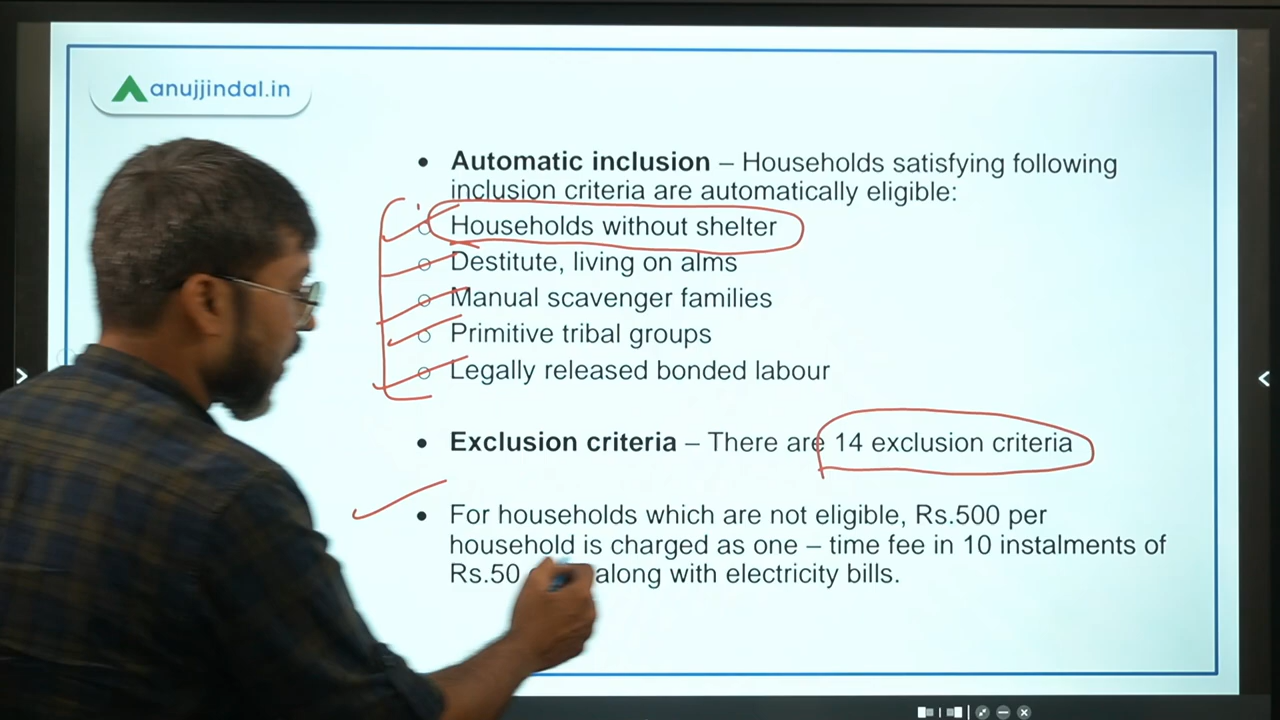 anujjindal.in
• Automatic inclusion – Households satisfying following
inclusion criteria are automatically eligible:
○ Households without shelter
○ Destitute, living on alms
○ Manual scavenger families
○ Primitive tribal groups
○ Legally released bonded labour
• Exclusion criteria – There are 14 exclusion criteria
• For households which are not eligible, Rs.500 per
household is charged as one – time fee in 10 instalments of
Rs.50 along with electricity bills.